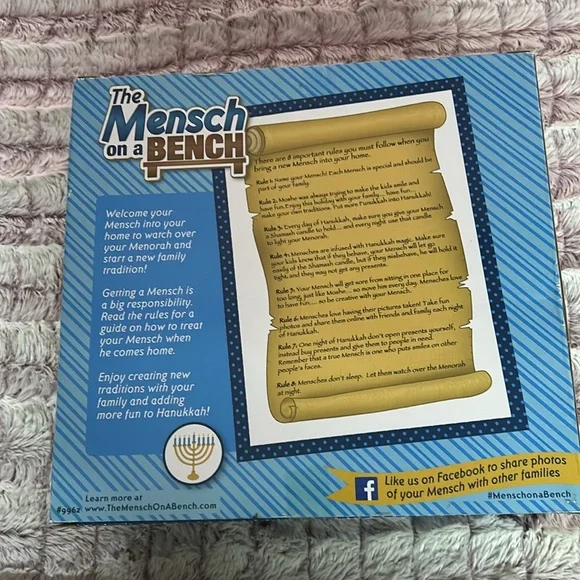 The
Mensch
on a BENCH
Welcome your
Mensch into your
home to watch over
your Menorah and
start a new family
tradition!
Getting a Mensch is
a big responsibility.
Read the rules for a
guide on how to treat
your Mensch when
he comes home.
Enjoy creating new
traditions with your
family and adding
more fun to Hanukkah!
Learn more at
#9962 www.TheMenschOnABench.com
There are 8 important rules you must follow when you
bring a new Mensch into your home.
Rule 1: Name your Mensch! Each Mensch is special and should be
part of your family.
Rule 2: Moshe was always trying to make the kids smile and
have fun. Enjoy this holiday with your family... have fun...
make your own traditions. Put more Funukkah into Hanukkah!
Rule 3: Every day of Hanukkah, make sure you give your Mensch
a Shamash candle to hold... and every night use that candle
to light your Menorah.
Rule 4: Mensches are infused with Hanukkah magic. Make sure
your kids know that if they behave, your Mensch will let go
easily of the Shamash candle, but if they misbehave, he will hold it
tight, and they may not get any presents.
Rule 5: Your Mensch will get sore from sitting in one place for
too long, just like Moshe... so move him every day. Mensches love
to have fun.... so be creative with your Mensch.
Rule 6: Mensches love having their pictures taken! Take fun
photos and share them online with friends and family each night
of Hanukkah.
Rule 7: One night of Hanukkah don't open presents yourself,
instead buy presents and give them to people in need.
Remember that a true Mensch is one who puts smiles on other
people's faces.
Rule 8: Mensches don't sleep. Let them watch over the Menorah
at night.
f Like us on Facebook to share photos
of your Mensch with other families
#MenschonaBench